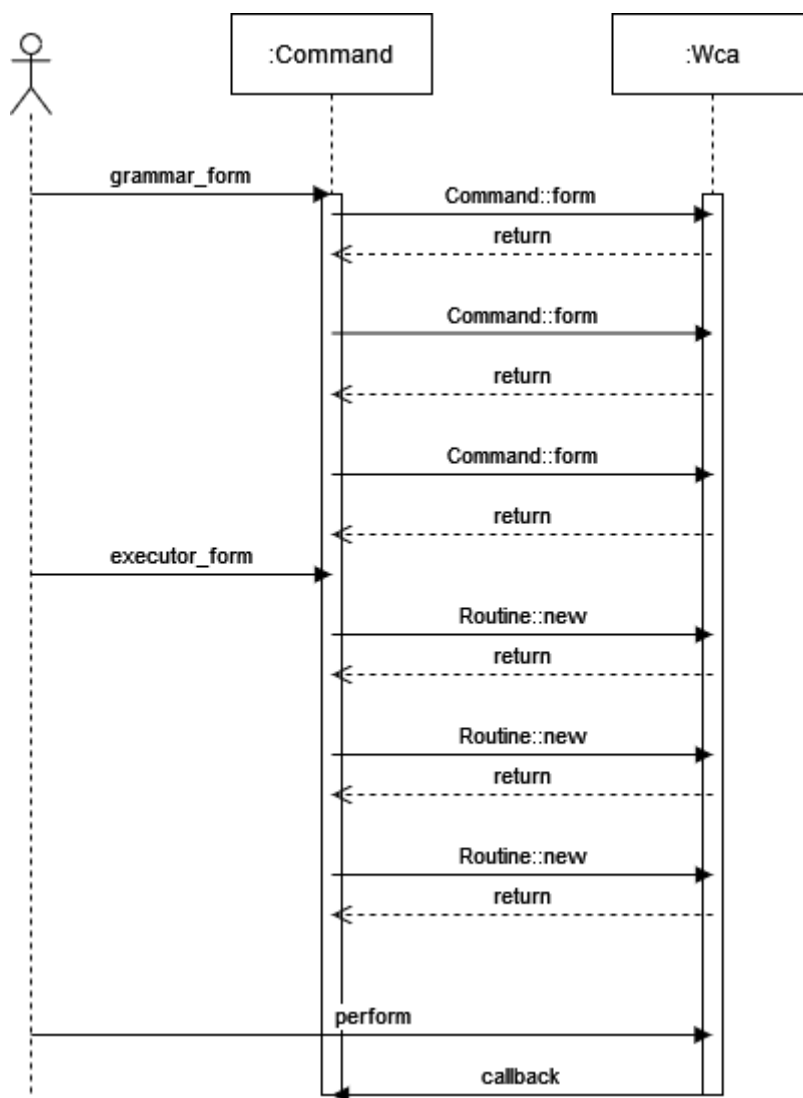 :Command
:Wca
grammar_form
Command::form
return
Command::form
return
Command::form
return
executor_form
Routine::new
return
Routine::new
return
Routine::new
return
perform
callback